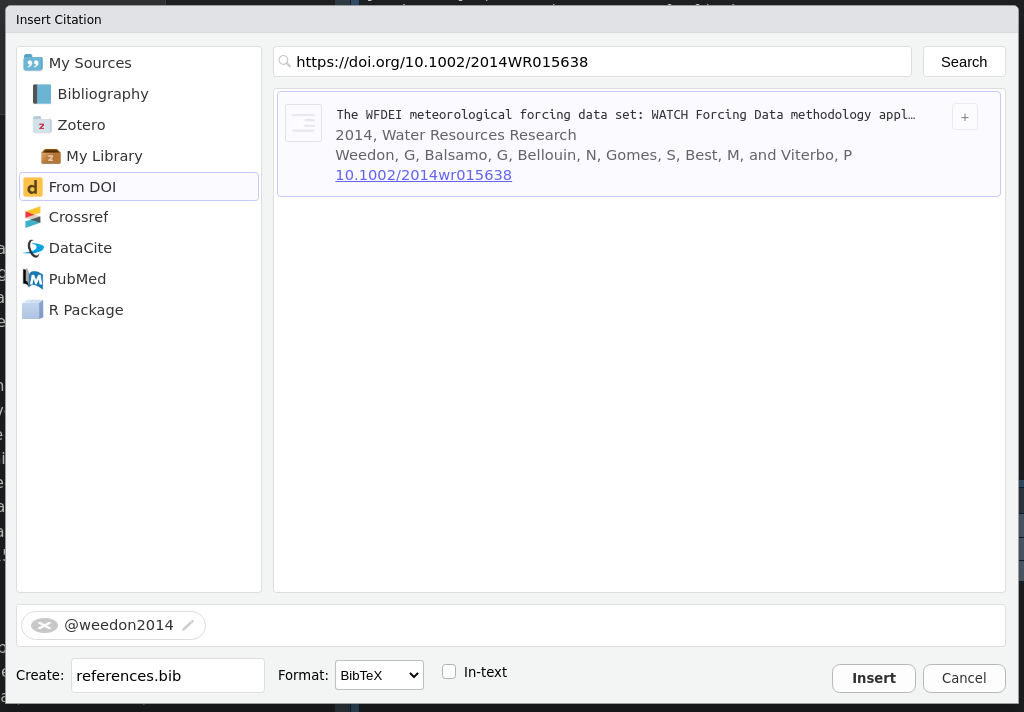 Insert Citation
My Sources
Bibliography
Zotero
My Library
From DOI
Crossref
DataCite
PubMed
R Package
https://doi.org/10.1002/2014WR015638
Search
The WFDEI meteorological forcing data set: WATCH Forcing Data methodology appl…
2014, Water Resources Research
Weedon, G, Balsamo, G, Bellouin, N, Gomes, S, Best, M, and Viterbo, P
10.1002/2014wr015638
+
@weedon2014
Create:
references.bib
Format:
BibTeX
In-text
Insert
Cancel